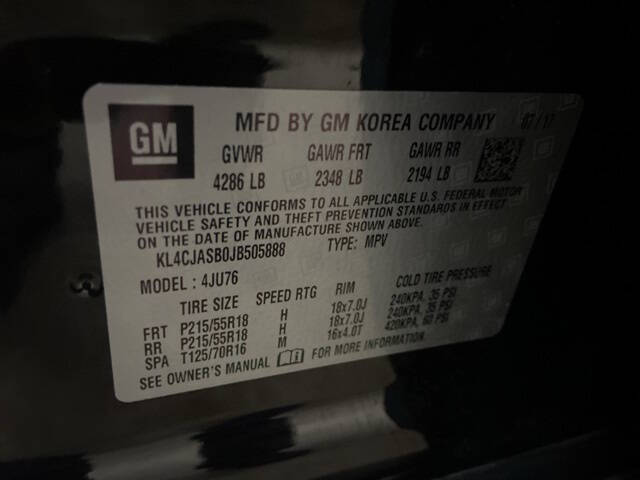 GM
MFD BY GM KOREA COMPANY 07/17
GVWR GAWR FRT GAWR RR
4286 LB 2348 LB 2194 LB
THIS VEHICLE CONFORMS TO ALL APPLICABLE U.S. FEDERAL MOTOR
VEHICLE SAFETY AND THEFT PREVENTION STANDARDS IN EFFECT
ON THE DATE OF MANUFACTURE SHOWN ABOVE.
KL4CJASB0JB505888 TYPE: MPV
MODEL: 4JU76
TIRE SIZE SPEED RTG RIM COLD TIRE PRESSURE
FRT P215/55R18 H 18x7.0J 240KPA, 35 PSI
RR P215/55R18 H 18x7.0J 240KPA, 35 PSI
SPA T125/70R16 M 16x4.0T 420KPA, 60 PSI
SEE OWNER'S MANUAL FOR MORE INFORMATION